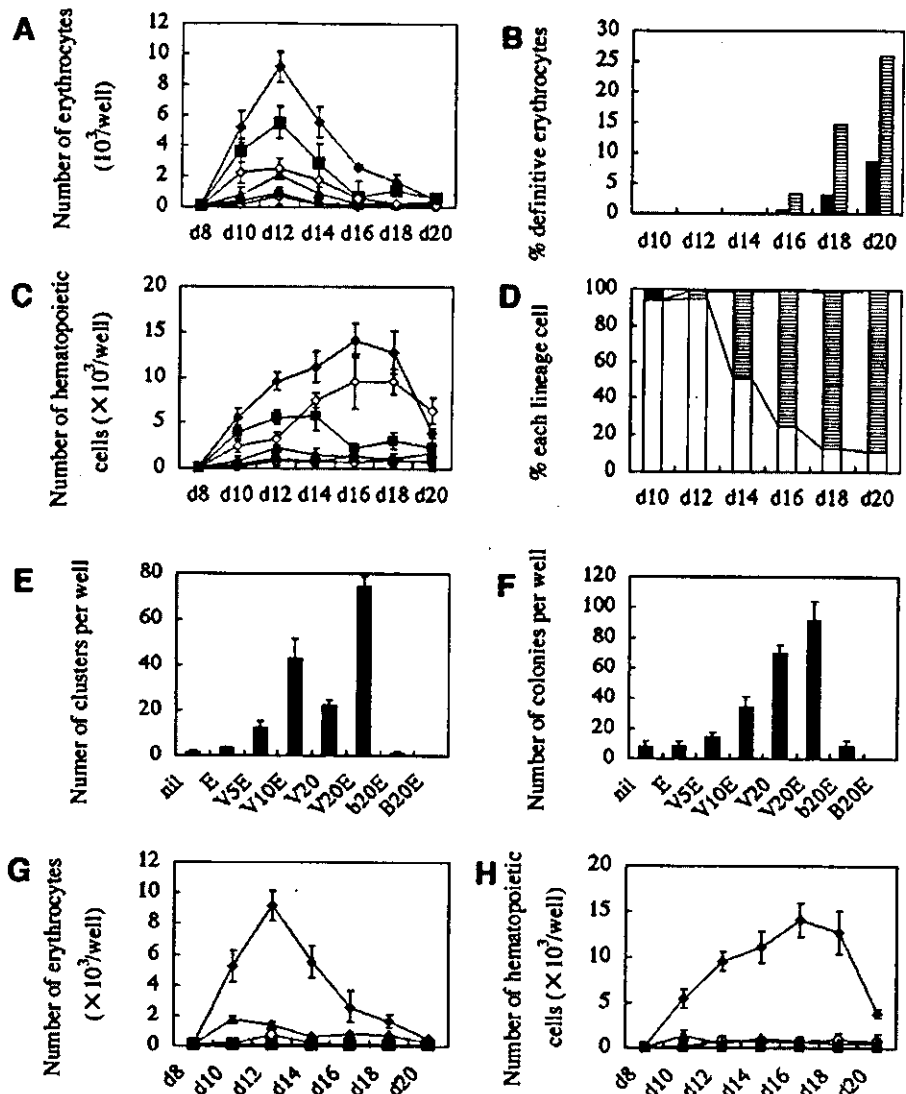 A
Number of erythrocytes
(10³/well)
12
10
8
6
4
2
0
d8 d10 d12 d14 d16 d18 d20
B
% definitive erythrocytes
30
25
20
15
10
5
0
d10 d12 d14 d16 d18 d20
C
Number of hematopoietic
cells (×10³/well)
20
15
10
5
0
d8 d10 d12 d14 d16 d18 d20
D
% each lineage cell
100
80
60
40
20
0
d10 d12 d14 d16 d18 d20
E
Numer of clusters per well
80
60
40
20
0
nil E V5E V10E V20 V20E b20E B20E
F
Number of colonies per well
120
100
80
60
40
20
0
nil E V5E V10E V20 V20E b20E B20E
G
Number of erythrocytes
(×10³/well)
12
10
8
6
4
2
0
d8 d10 d12 d14 d16 d18 d20
H
Number of hematopoietic
cells (×10³/well)
20
15
10
5
0
d8 d10 d12 d14 d16 d18 d20